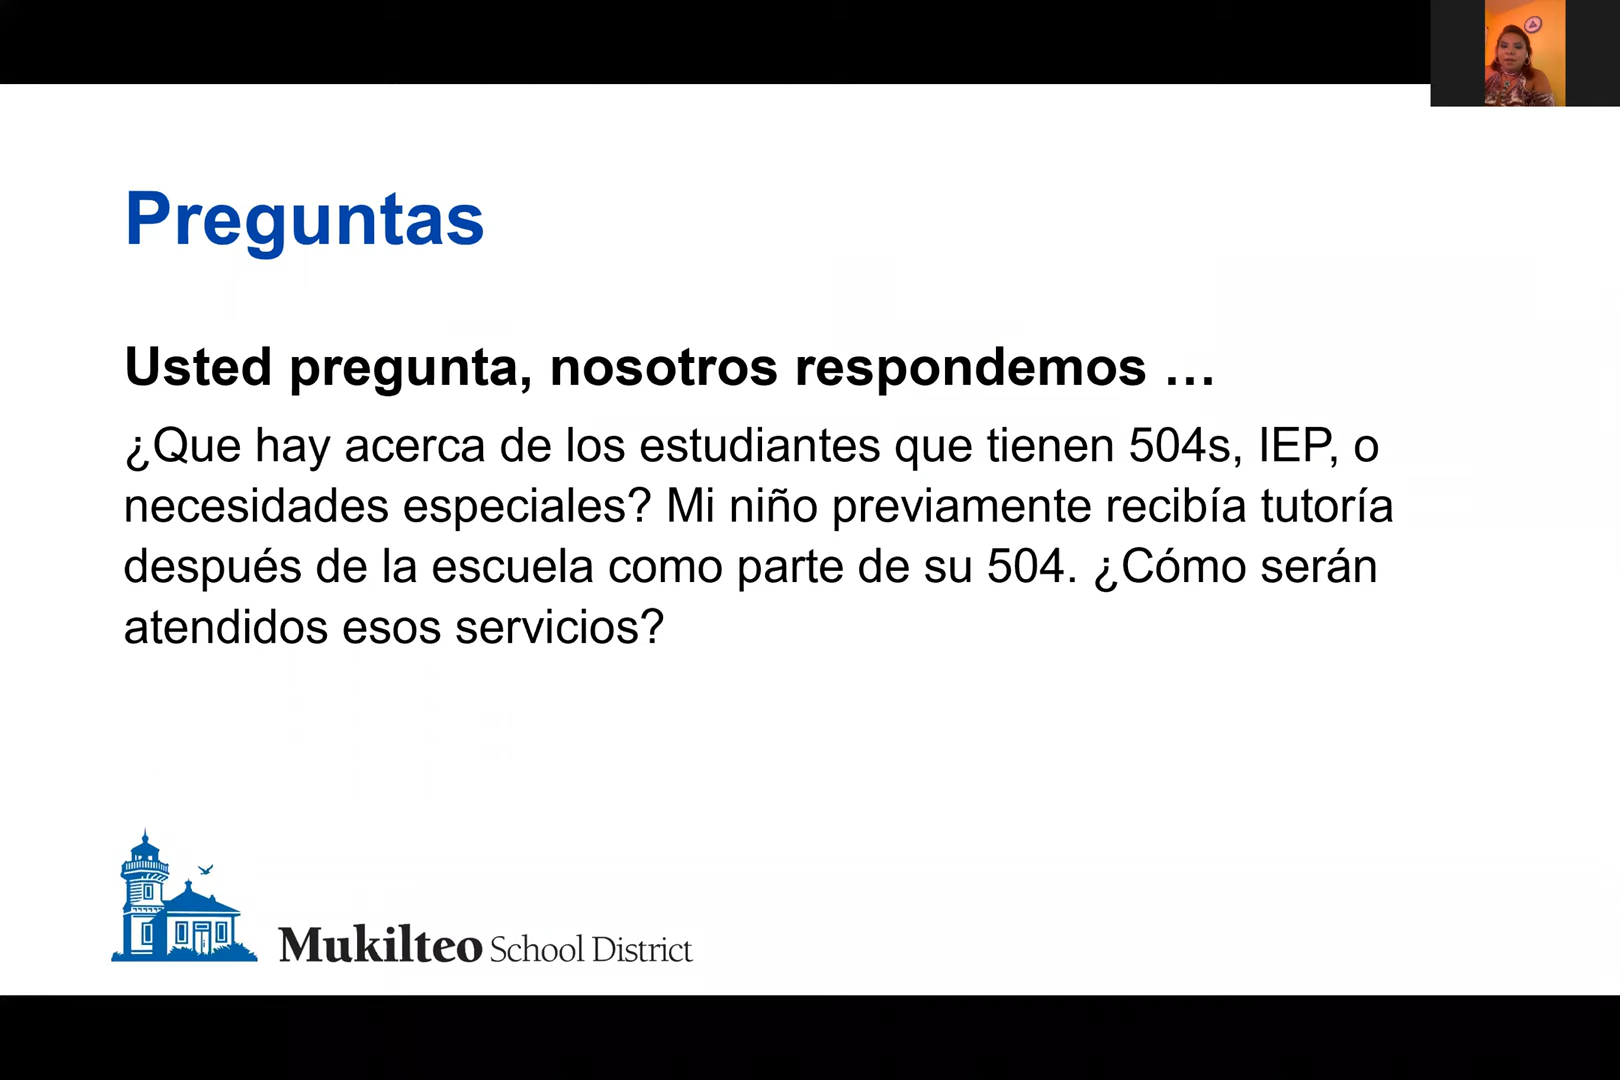 Preguntas
Usted pregunta, nosotros respondemos …
¿Que hay acerca de los estudiantes que tienen 504s, IEP, o
necesidades especiales? Mi niño previamente recibía tutoría
después de la escuela como parte de su 504. ¿Cómo serán
atendidos esos servicios?
Mukilteo School District